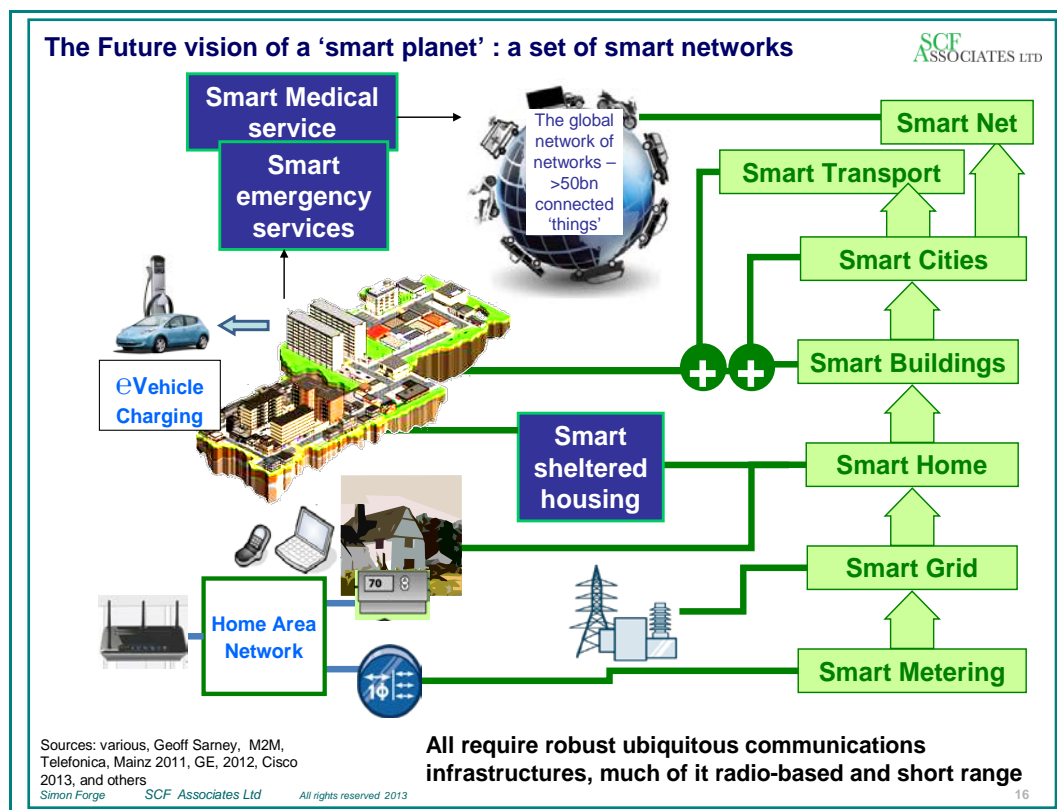 The Future vision of a ‘smart planet’ : a set of smart networks
SCF
ASSOCIATES LTD
Smart Medical
service
Smart
emergency
services
The global
network of
networks –
>50bn
connected
‘things’
Smart Net
Smart Transport
Smart Cities
eVehicle
Charging
+ +
Smart Buildings
Smart
sheltered
housing
Smart Home
70
Smart Grid
Home Area
Network
1Φ
Smart Metering
Sources: various, Geoff Sarney, M2M,
Telefonica, Mainz 2011, GE, 2012, Cisco
2013, and others
All require robust ubiquitous communications
infrastructures, much of it radio-based and short range
Simon Forge SCF Associates Ltd All rights reserved 2013
16